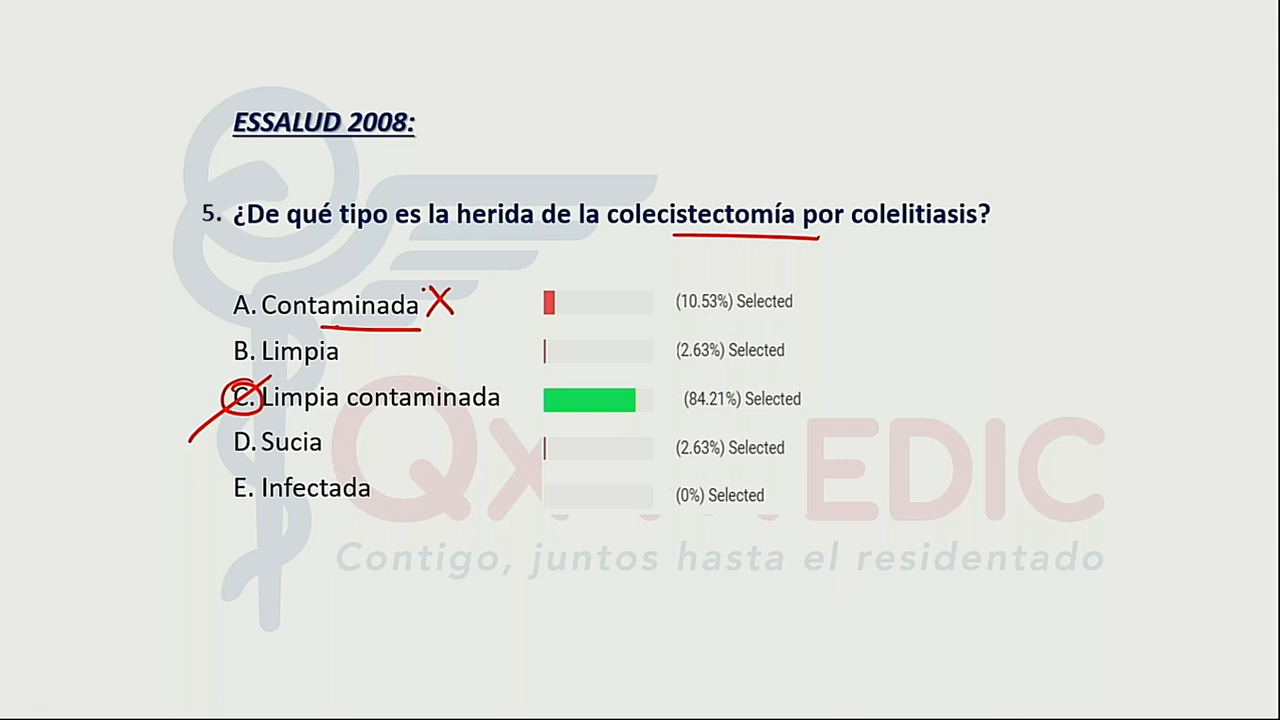 ESSALUD 2008:
5. ¿De qué tipo es la herida de la colecistectomía por colelitiasis?
A. Contaminada (10.53%) Selected
B. Limpia (2.63%) Selected
C. Limpia contaminada (84.21%) Selected
D. Sucia (2.63%) Selected
E. Infectada (0%) Selected
Contigo, juntos hasta el residentado